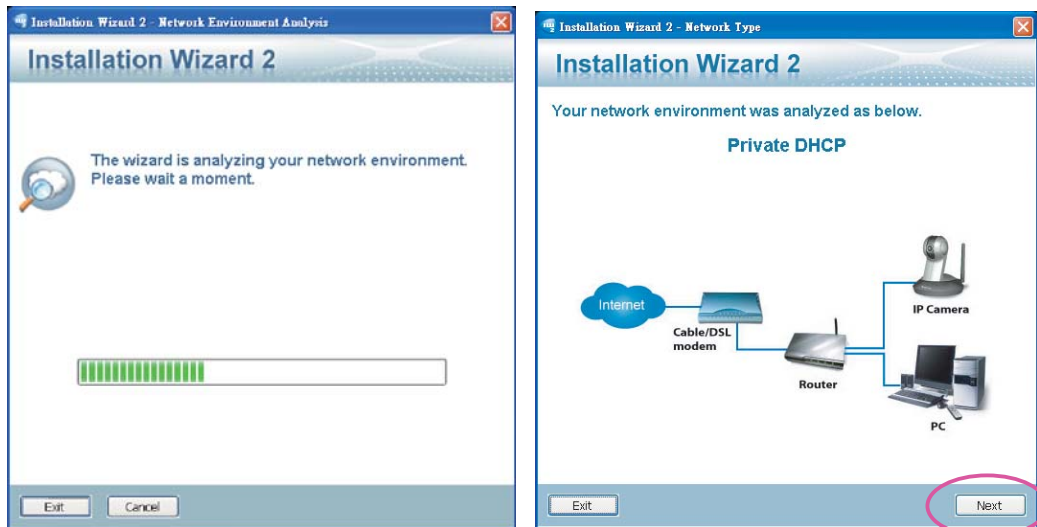 Installation Wizard 2 - Network Environment Analysis
Installation Wizard 2
The wizard is analyzing your network environment.
Please wait a moment.
Exit
Cancel
Installation Wizard 2 - Network Type
Installation Wizard 2
Your network environment was analyzed as below.
Private DHCP
Internet
Cable/DSL
modem
Router
IP Camera
PC
Exit
Next